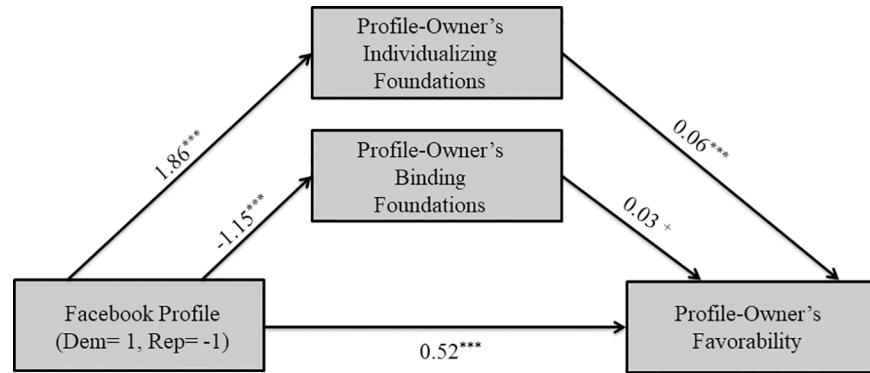 Profile-Owner’s
Individualizing
Foundations
1.86***
0.06***
Profile-Owner’s
Binding
Foundations
-1.15***
0.03 +
Facebook Profile
(Dem= 1, Rep= -1)
Profile-Owner’s
Favorability
0.52***